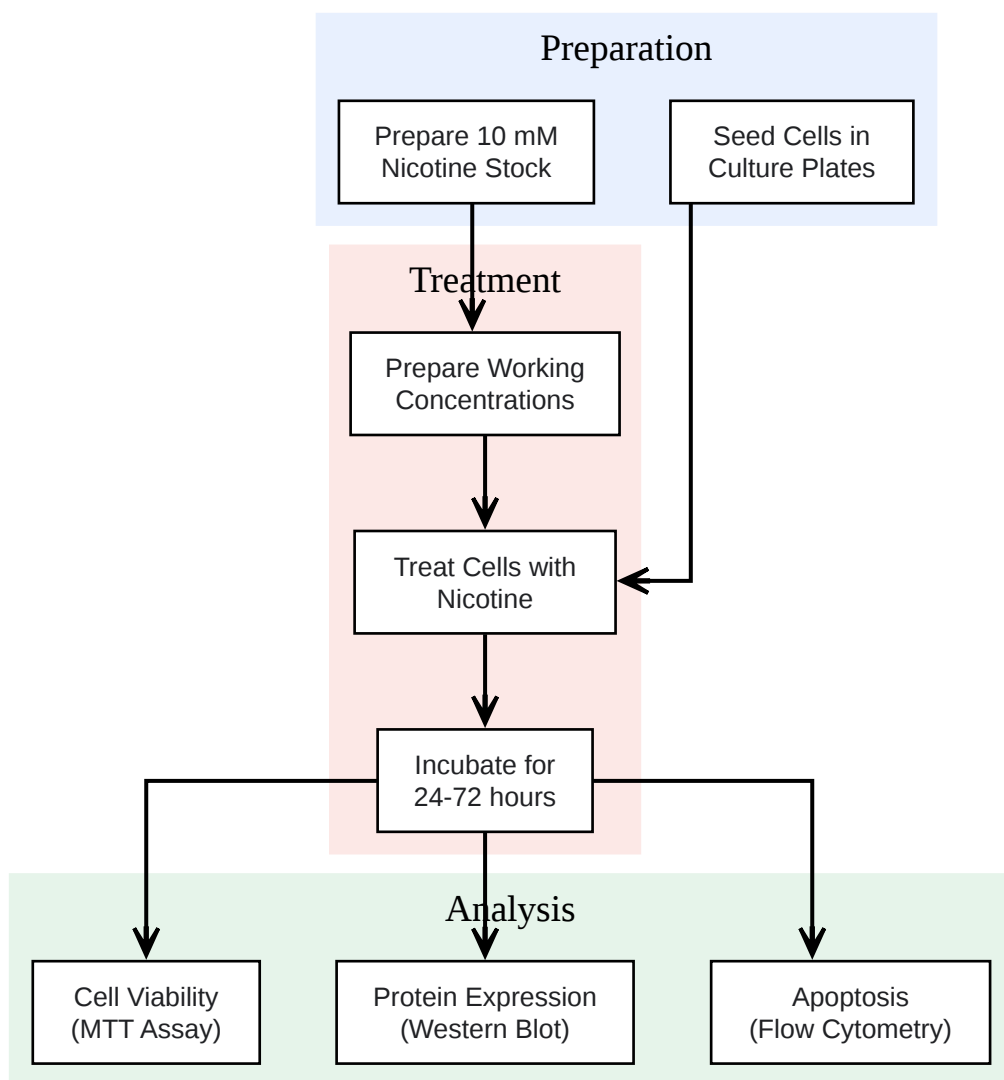 Preparation
Prepare 10 mM
Nicotine Stock
Seed Cells in
Culture Plates
Treatment
Prepare Working
Concentrations
Treat Cells with
Nicotine
Incubate for
24-72 hours
Analysis
Cell Viability
(MTT Assay)
Protein Expression
(Western Blot)
Apoptosis
(Flow Cytometry)